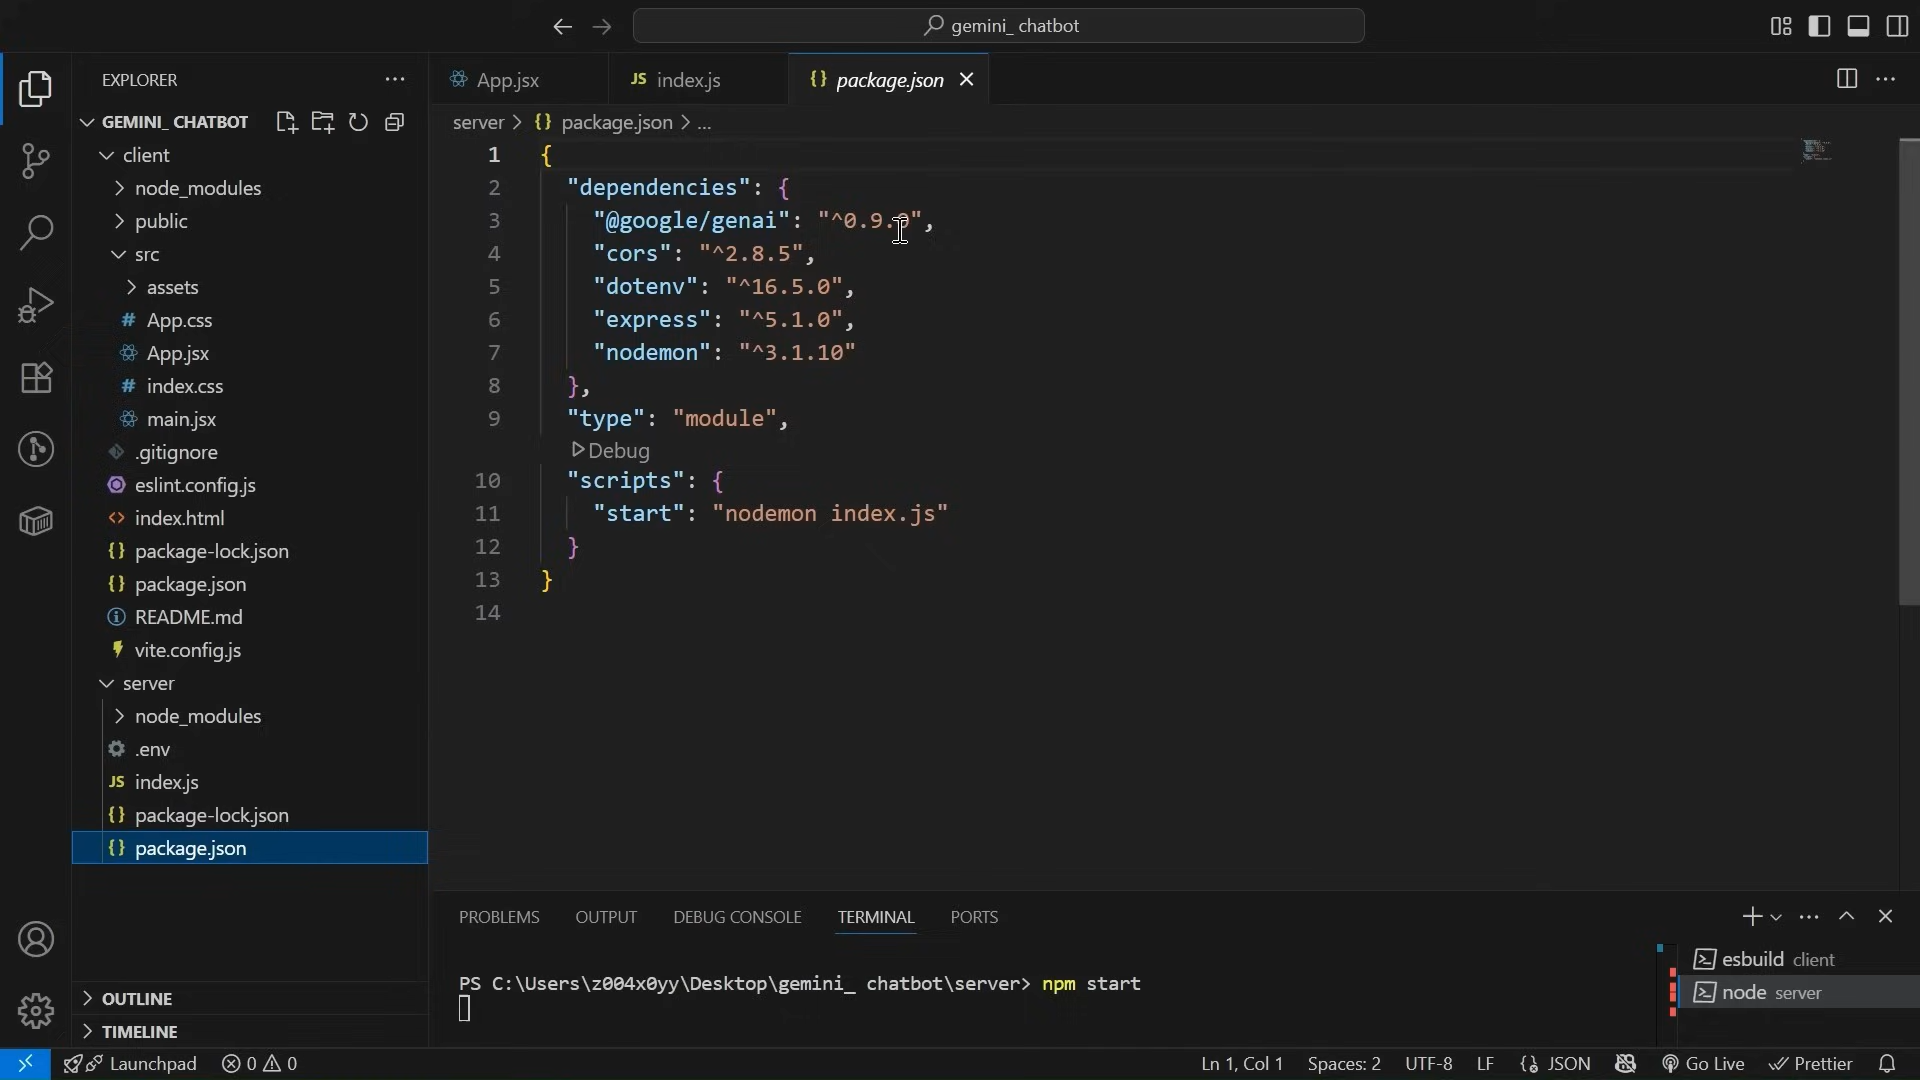 gemini_ chatbot
EXPLORER
GEMINI_ CHATBOT
client
node_modules
public
src
assets
App.css
App.jsx
index.css
main.jsx
.gitignore
eslint.config.js
index.html
package-lock.json
package.json
README.md
vite.config.js
server
node_modules
.env
index.js
package-lock.json
package.json
OUTLINE
TIMELINE
App.jsx
JS index.js
{} package.json
server > {} package.json > ...
1 {
2 "dependencies": {
3 "@google/genai": "^0.9.0",
4 "cors": "^2.8.5",
5 "dotenv": "^16.5.0",
6 "express": "^5.1.0",
7 "nodemon": "^3.1.10"
8 },
9 "type": "module",
Debug
10 "scripts": {
11 "start": "nodemon index.js"
12 }
13 }
14
PROBLEMS OUTPUT DEBUG CONSOLE TERMINAL PORTS
PS C:\Users\z004x0yy\Desktop\gemini_ chatbot\server> npm start
esbuild client
node server
Launchpad 0 0 Ln 1, Col 1 Spaces: 2 UTF-8 LF {} JSON Go Live Prettier